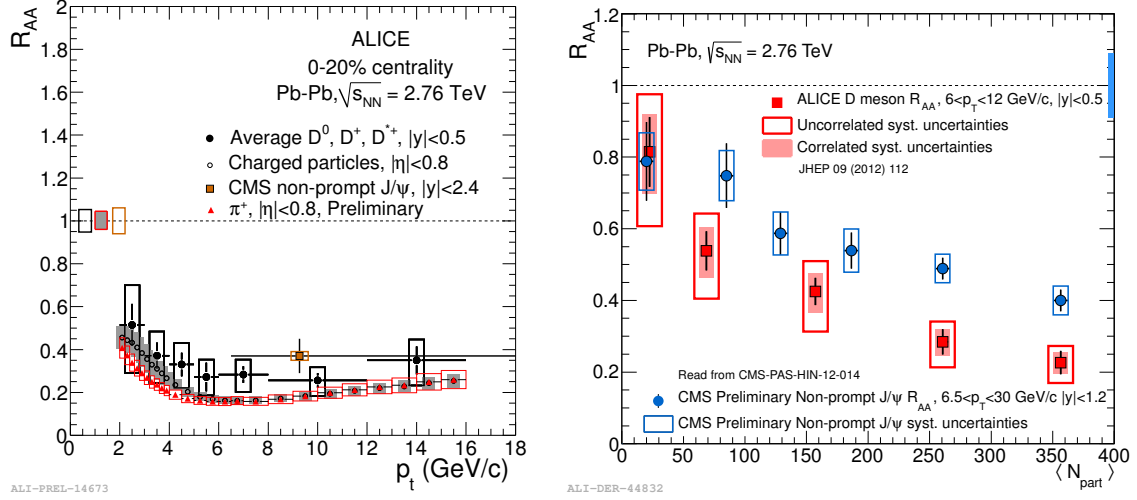 R_AA
2
1.8
1.6
1.4
1.2
1
0.8
0.6
0.4
0.2
0
ALICE
0-20% centrality
Pb-Pb, √s_NN = 2.76 TeV
Average D⁰, D⁺, D*⁺, |y|<0.5
Charged particles, |η|<0.8
CMS non-prompt J/ψ, |y|<2.4
π⁺, |η|<0.8, Preliminary
0 2 4 6 8 10 12 14 16 18
p_t (GeV/c)
ALI-PREL-14673
R_AA
1.2
1
0.8
0.6
0.4
0.2
0
Pb-Pb, √s_NN = 2.76 TeV
ALICE D meson R_AA, 6<p_T<12 GeV/c, |y|<0.5
Uncorrelated syst. uncertainties
Correlated syst. uncertainties
JHEP 09 (2012) 112
Read from CMS-PAS-HIN-12-014
CMS Preliminary Non-prompt J/ψ R_AA, 6.5<p_T<30 GeV/c |y|<1.2
CMS Preliminary Non-prompt J/ψ syst. uncertainties
0 50 100 150 200 250 300 350 400
⟨ N_part ⟩
ALI-DER-44832